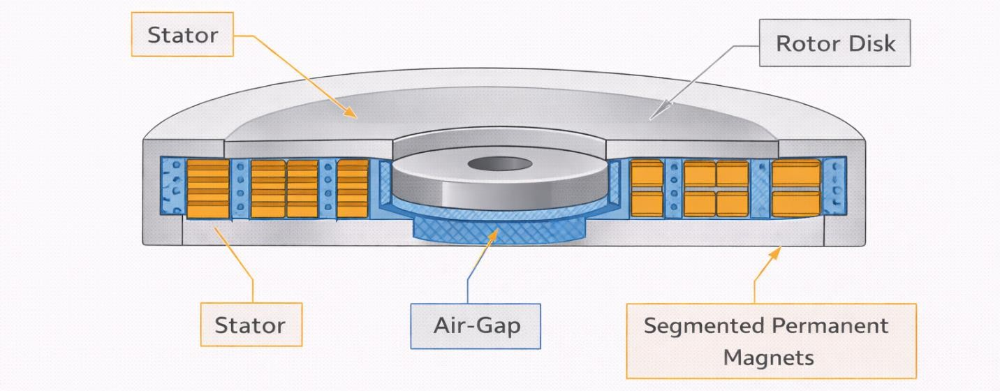 Stator
Rotor Disk
Stator
Air-Gap
Segmented Permanent
Magnets